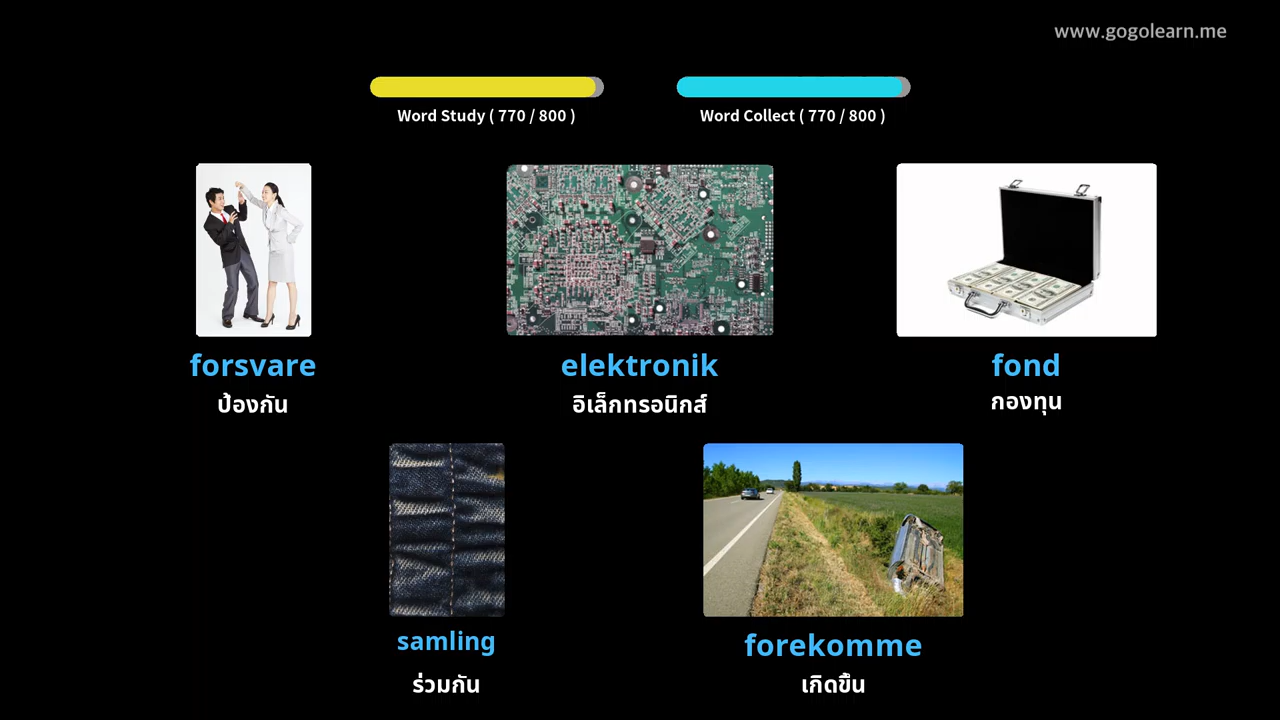 www.gogolearn.me
Word Study ( 770 / 800 )
Word Collect ( 770 / 800 )
forsvare
ป้องกัน
elektronik
อิเล็กทรอนิกส์
fond
กองทุน
samling
ร่วมกัน
forekomme
เกิดขึ้น